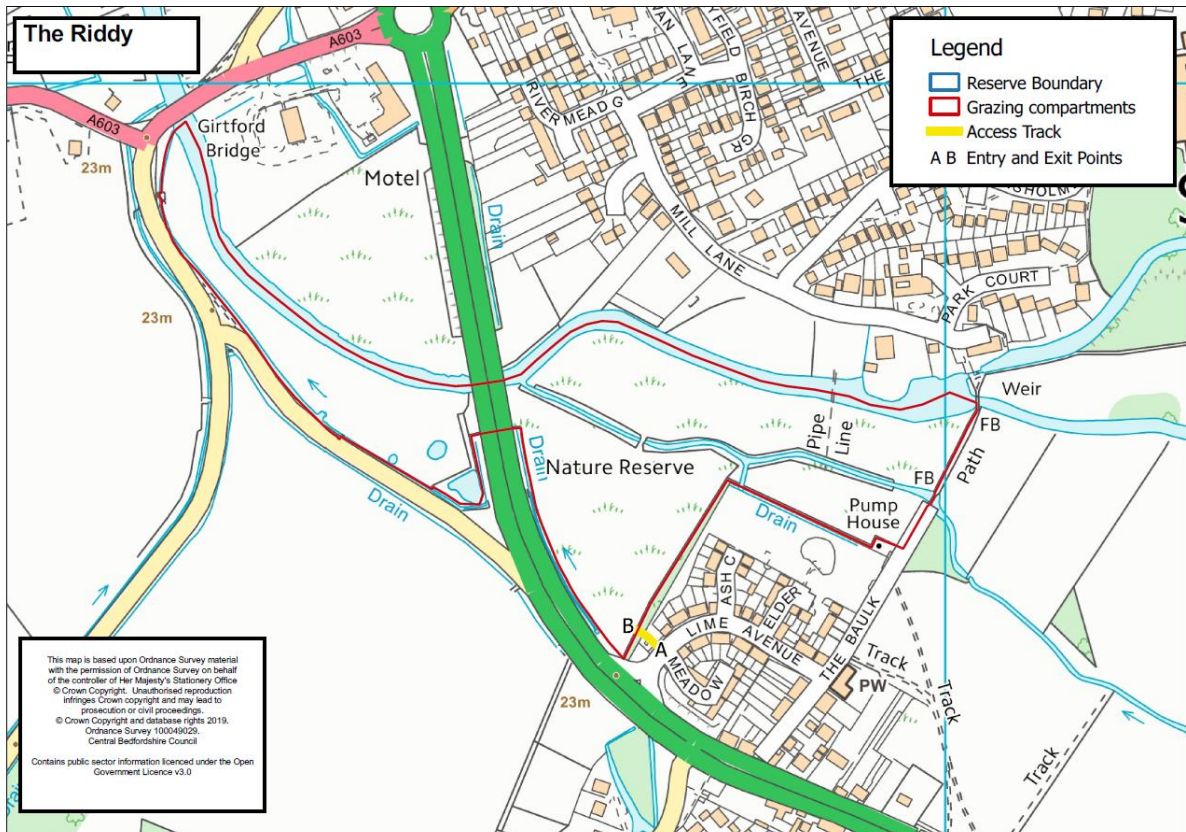 The Riddy
Legend
Reserve Boundary
Grazing compartments
Access Track
A B Entry and Exit Points
A603
A603
Girtford
Bridge
23m
Motel
Drain
RIVERMEAD G
MILL LANE
BIRCH GR
AVENUE
THE
PARK COURT
23m
Weir
FB
Path
Pipe
Line
FB
Nature Reserve
Drain
Drain
Drain
Pump
House
B
A
ASH C
ELDER
LIME AVENUE
MEADOW
THE BAULK
Track
Track
Track
PW
23m
Drain
This map is based upon Ordnance Survey material
with the permission of Ordnance Survey on behalf
of the controller of Her Majesty's Stationery Office
© Crown Copyright. Unauthorised reproduction
infringes Crown copyright and may lead to
prosecution or civil proceedings.
© Crown Copyright and database rights 2019.
Ordnance Survey 100049029.
Central Bedfordshire Council
Contains public sector information licenced under the Open
Government Licence v3.0